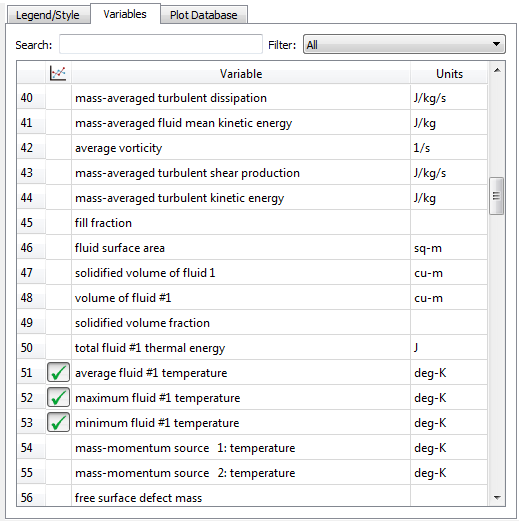 Legend/Style Variables Plot Database
Search: Filter: All
Variable Units
40 mass-averaged turbulent dissipation J/kg/s
41 mass-averaged fluid mean kinetic energy J/kg
42 average vorticity 1/s
43 mass-averaged turbulent shear production J/kg/s
44 mass-averaged turbulent kinetic energy J/kg
45 fill fraction
46 fluid surface area sq-m
47 solidified volume of fluid 1 cu-m
48 volume of fluid #1 cu-m
49 solidified volume fraction
50 total fluid #1 thermal energy J
51 average fluid #1 temperature deg-K
52 maximum fluid #1 temperature deg-K
53 minimum fluid #1 temperature deg-K
54 mass-momentum source 1: temperature deg-K
55 mass-momentum source 2: temperature deg-K
56 free surface defect mass